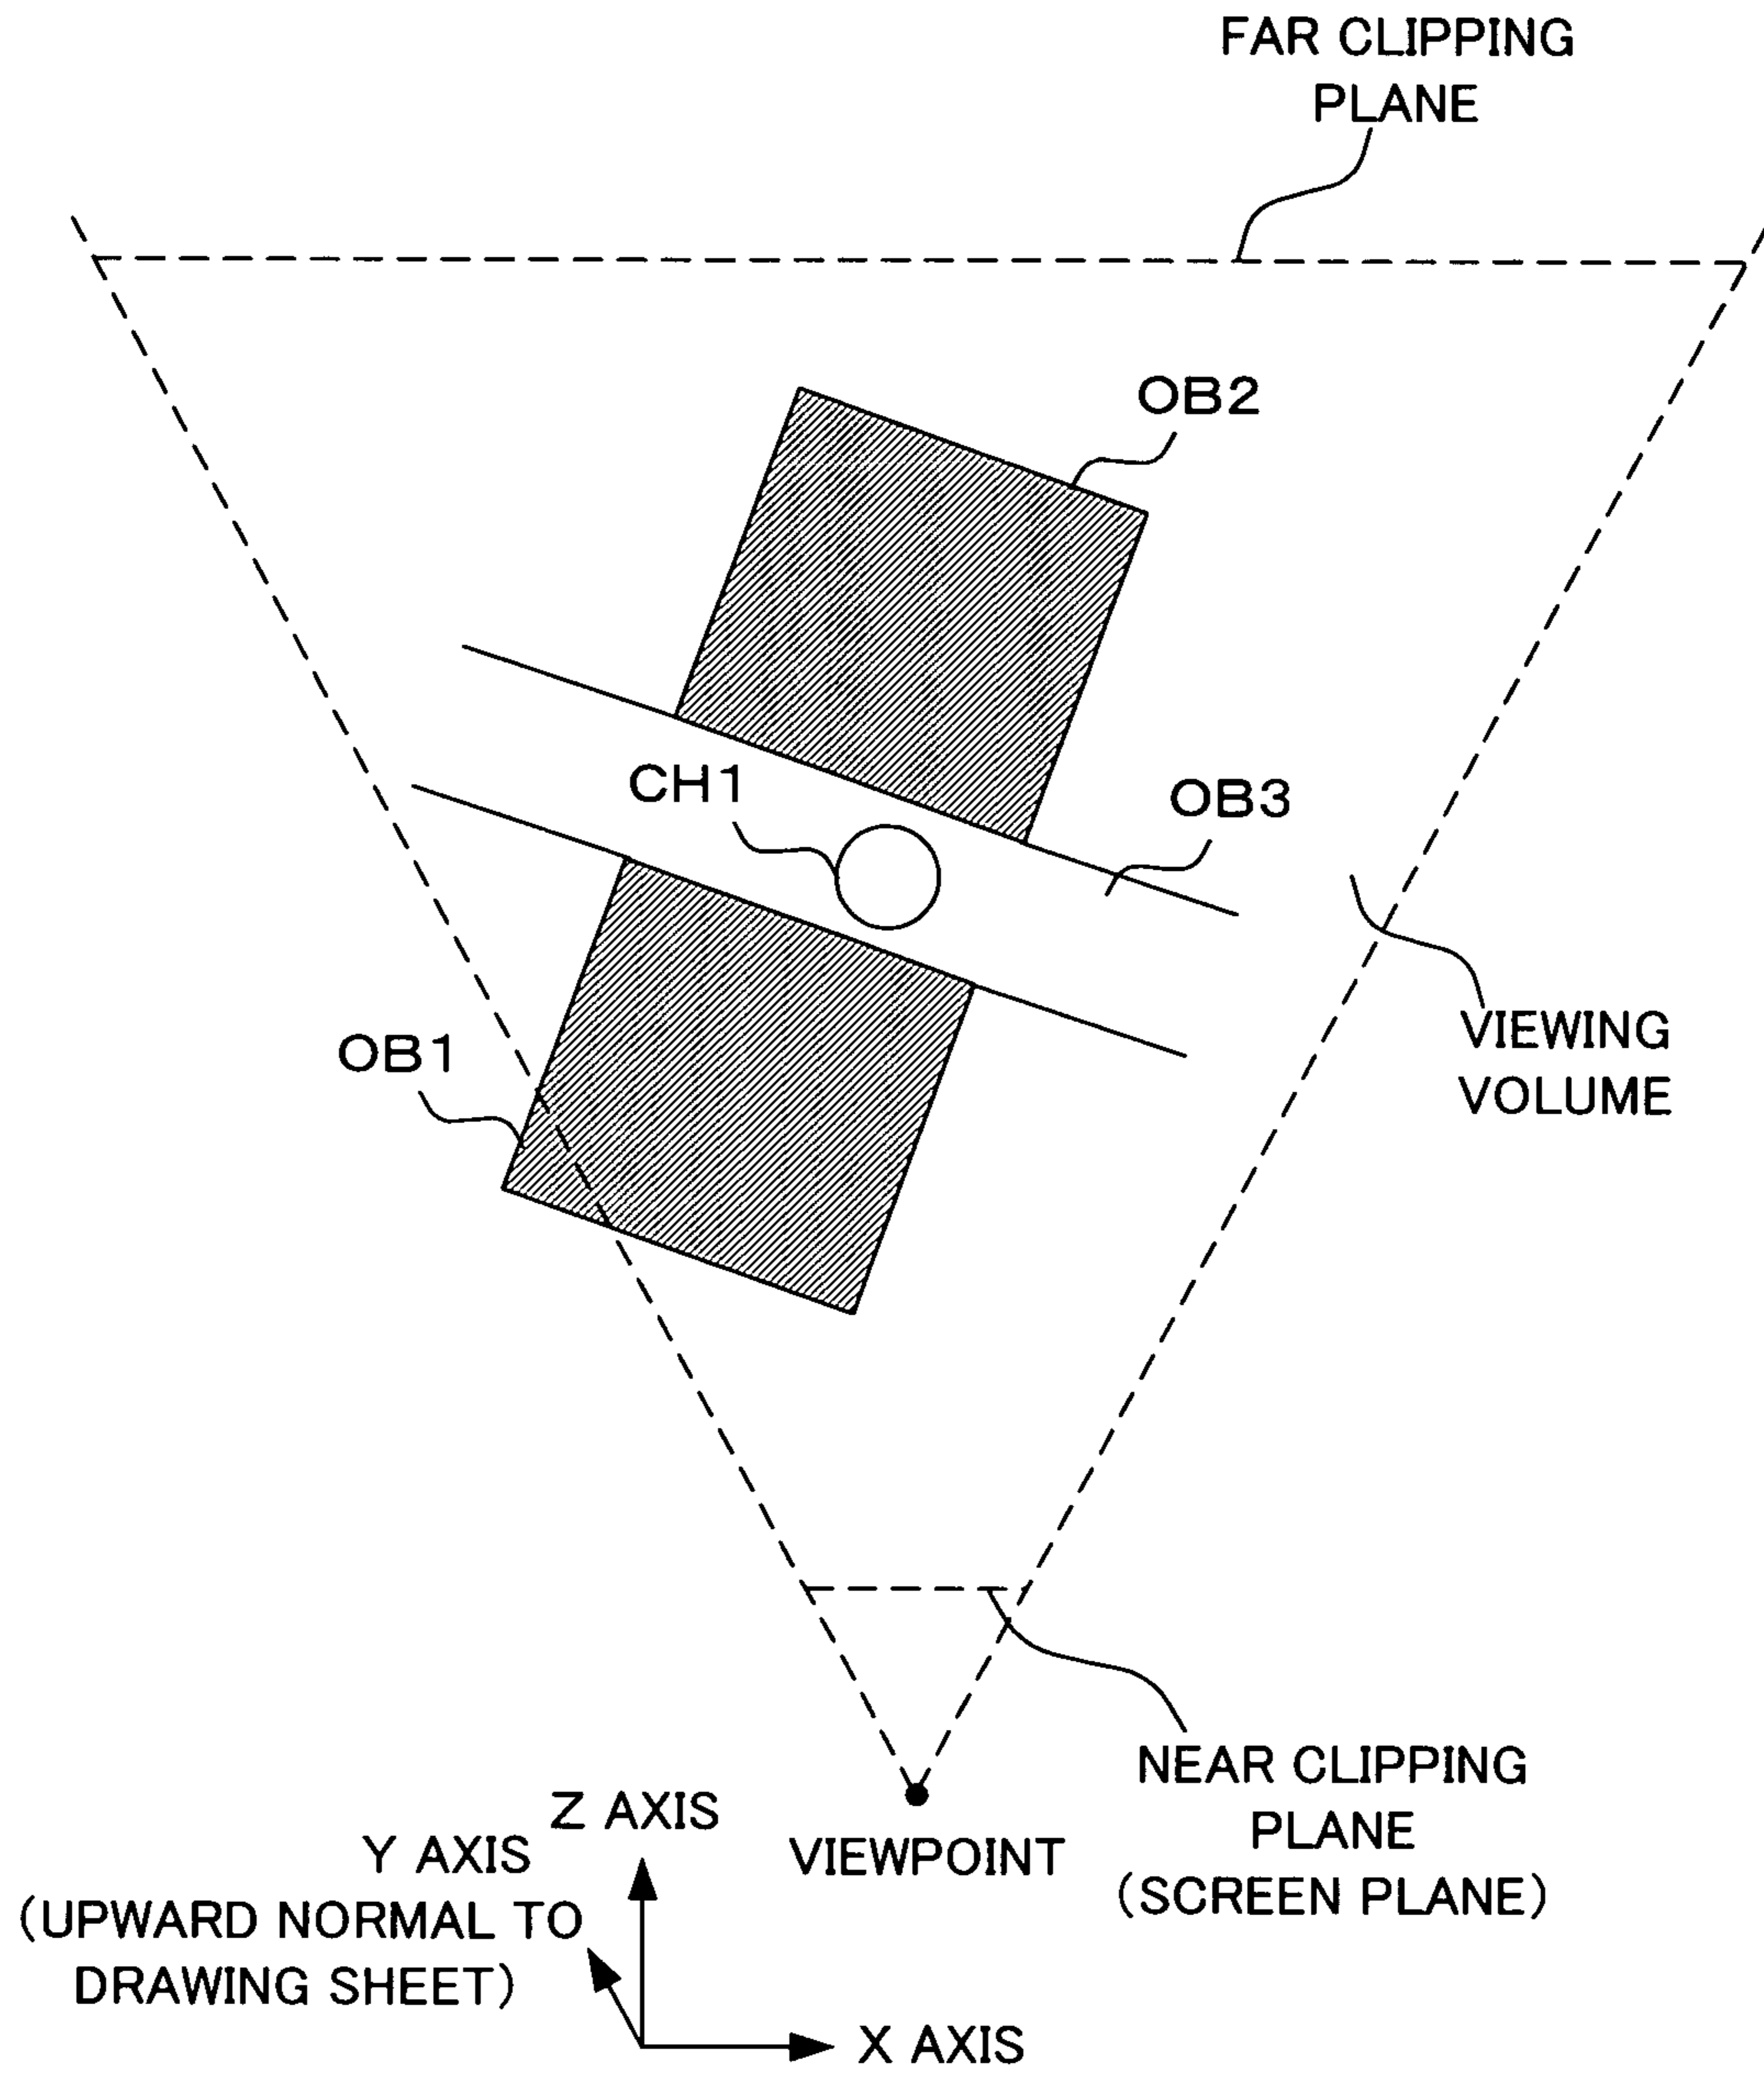 FAR CLIPPING
PLANE
OB2
CH1
OB3
OB1
VIEWING
VOLUME
NEAR CLIPPING
PLANE
(SCREEN PLANE)
VIEWPOINT
Z AXIS
Y AXIS
(UPWARD NORMAL TO
DRAWING SHEET)
X AXIS